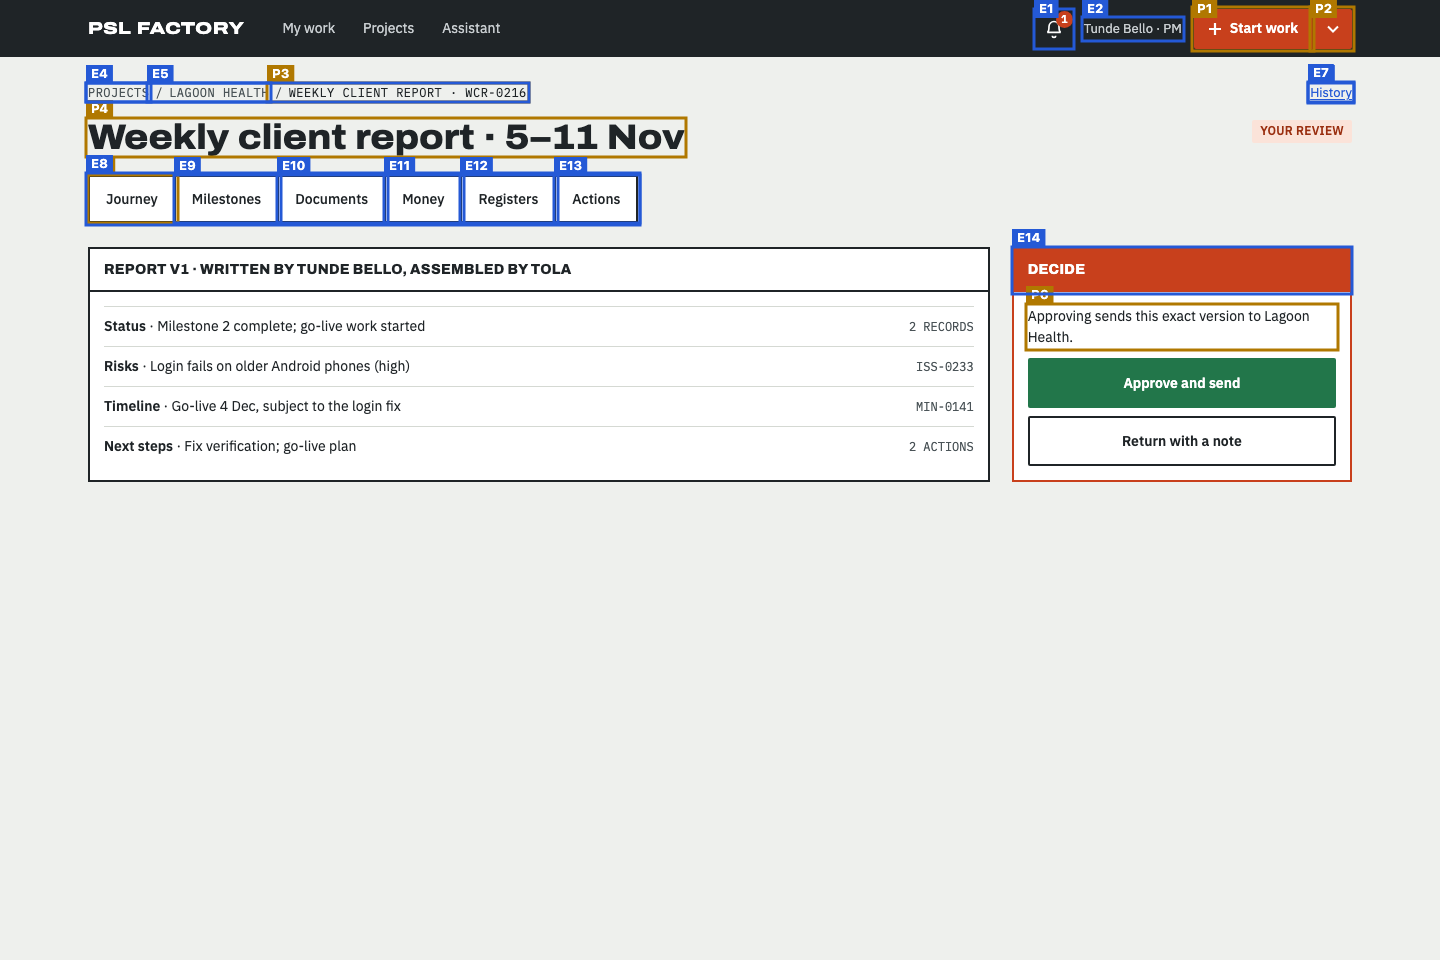 PSL FACTORY
My work
Projects
Assistant
E1
1
E2
Tunde Bello · PM
P1
Start work
P2
E4
E5
P3
E7
PROJECTS / LAGOON HEALTH / WEEKLY CLIENT REPORT · WCR-0216
History
P4
Weekly client report · 5–11 Nov
YOUR REVIEW
E8
E9
E10
E11
E12
E13
Journey
Milestones
Documents
Money
Registers
Actions
E14
REPORT V1 · WRITTEN BY TUNDE BELLO, ASSEMBLED BY TOLA
DECIDE
Status · Milestone 2 complete; go-live work started
2 RECORDS
Risks · Login fails on older Android phones (high)
ISS-0233
Timeline · Go-live 4 Dec, subject to the login fix
MIN-0141
Next steps · Fix verification; go-live plan
2 ACTIONS
Approving sends this exact version to Lagoon
Health.
Approve and send
Return with a note